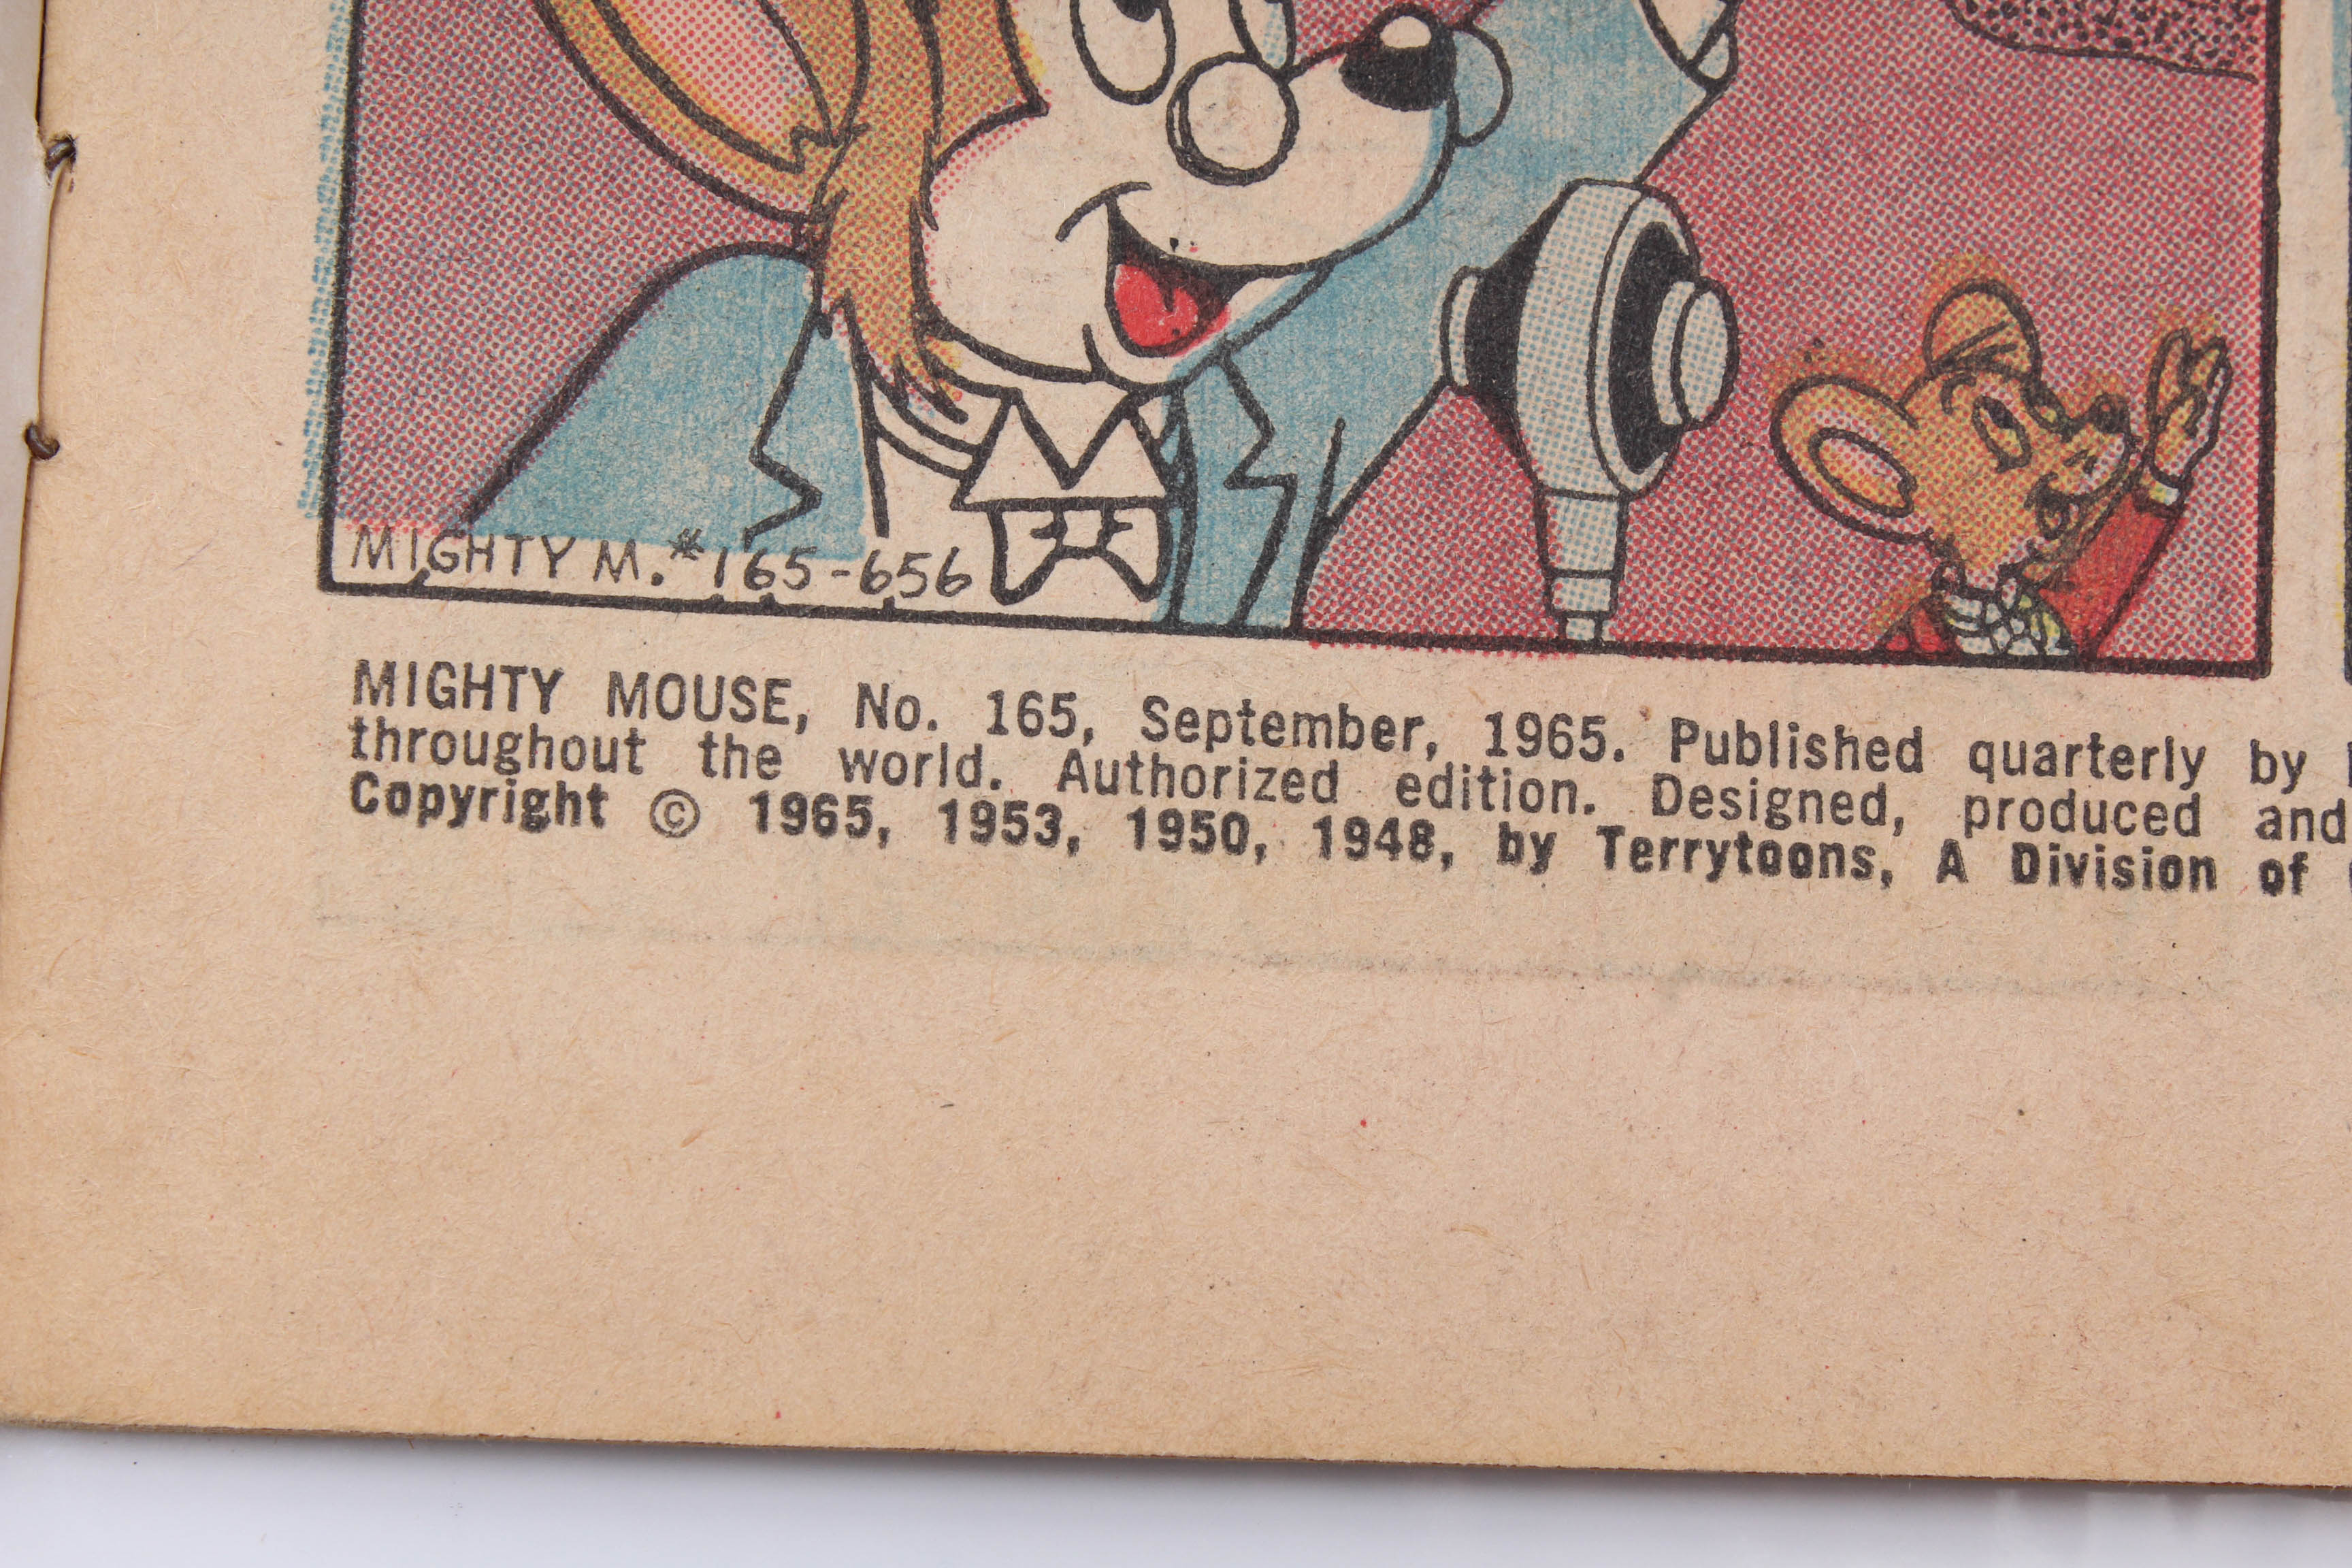 MIGHTY M. #165-656
MIGHTY MOUSE, No. 165, September, 1965. Published quarterly by
throughout the world. Authorized edition. Designed, produced and
Copyright © 1965, 1953, 1950, 1948, by Terrytoons, A Division of